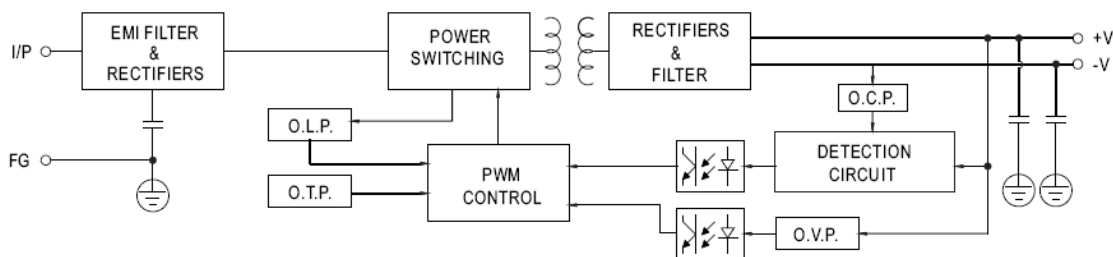 I/P
EMI FILTER
&
RECTIFIERS
POWER
SWITCHING
RECTIFIERS
&
FILTER
+V
-V
O.C.P.
O.L.P.
FG
PWM
CONTROL
DETECTION
CIRCUIT
O.T.P.
O.V.P.